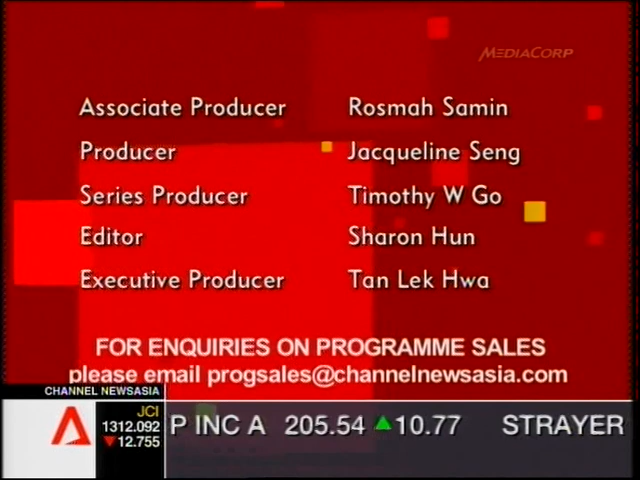 MEDIACORP
Associate Producer Rosmah Samin
Producer Jacqueline Seng
Series Producer Timothy W Go
Editor Sharon Hun
Executive Producer Tan Lek Hwa
FOR ENQUIRIES ON PROGRAMME SALES
please email progsales@channelnewsasia.com
CHANNEL NEWSASIA
JCI
1312.092
▼12.755
P INC A 205.54 ▲10.77 STRAYER